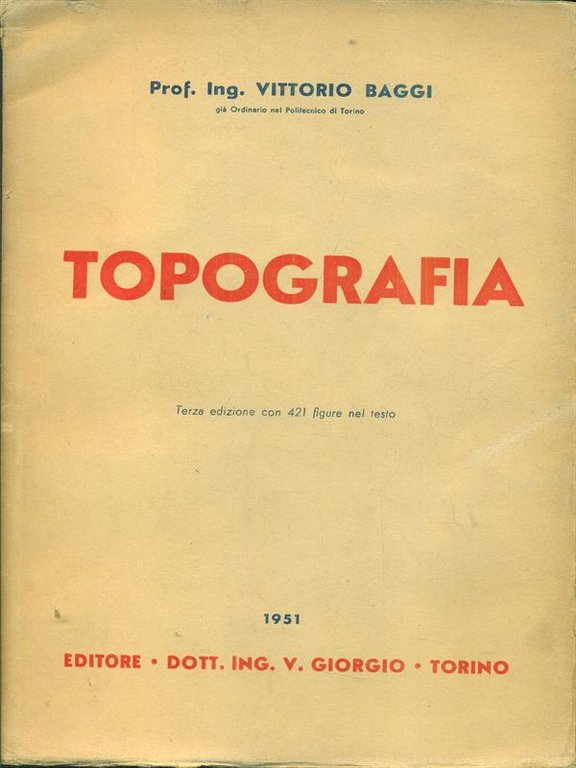 Prof. Ing. VITTORIO BAGGI
già Ordinario nel Politecnico di Torino
TOPOGRAFIA
Terza edizione con 421 figure nel testo
1951
EDITORE • DOTT. ING. V. GIORGIO • TORINO